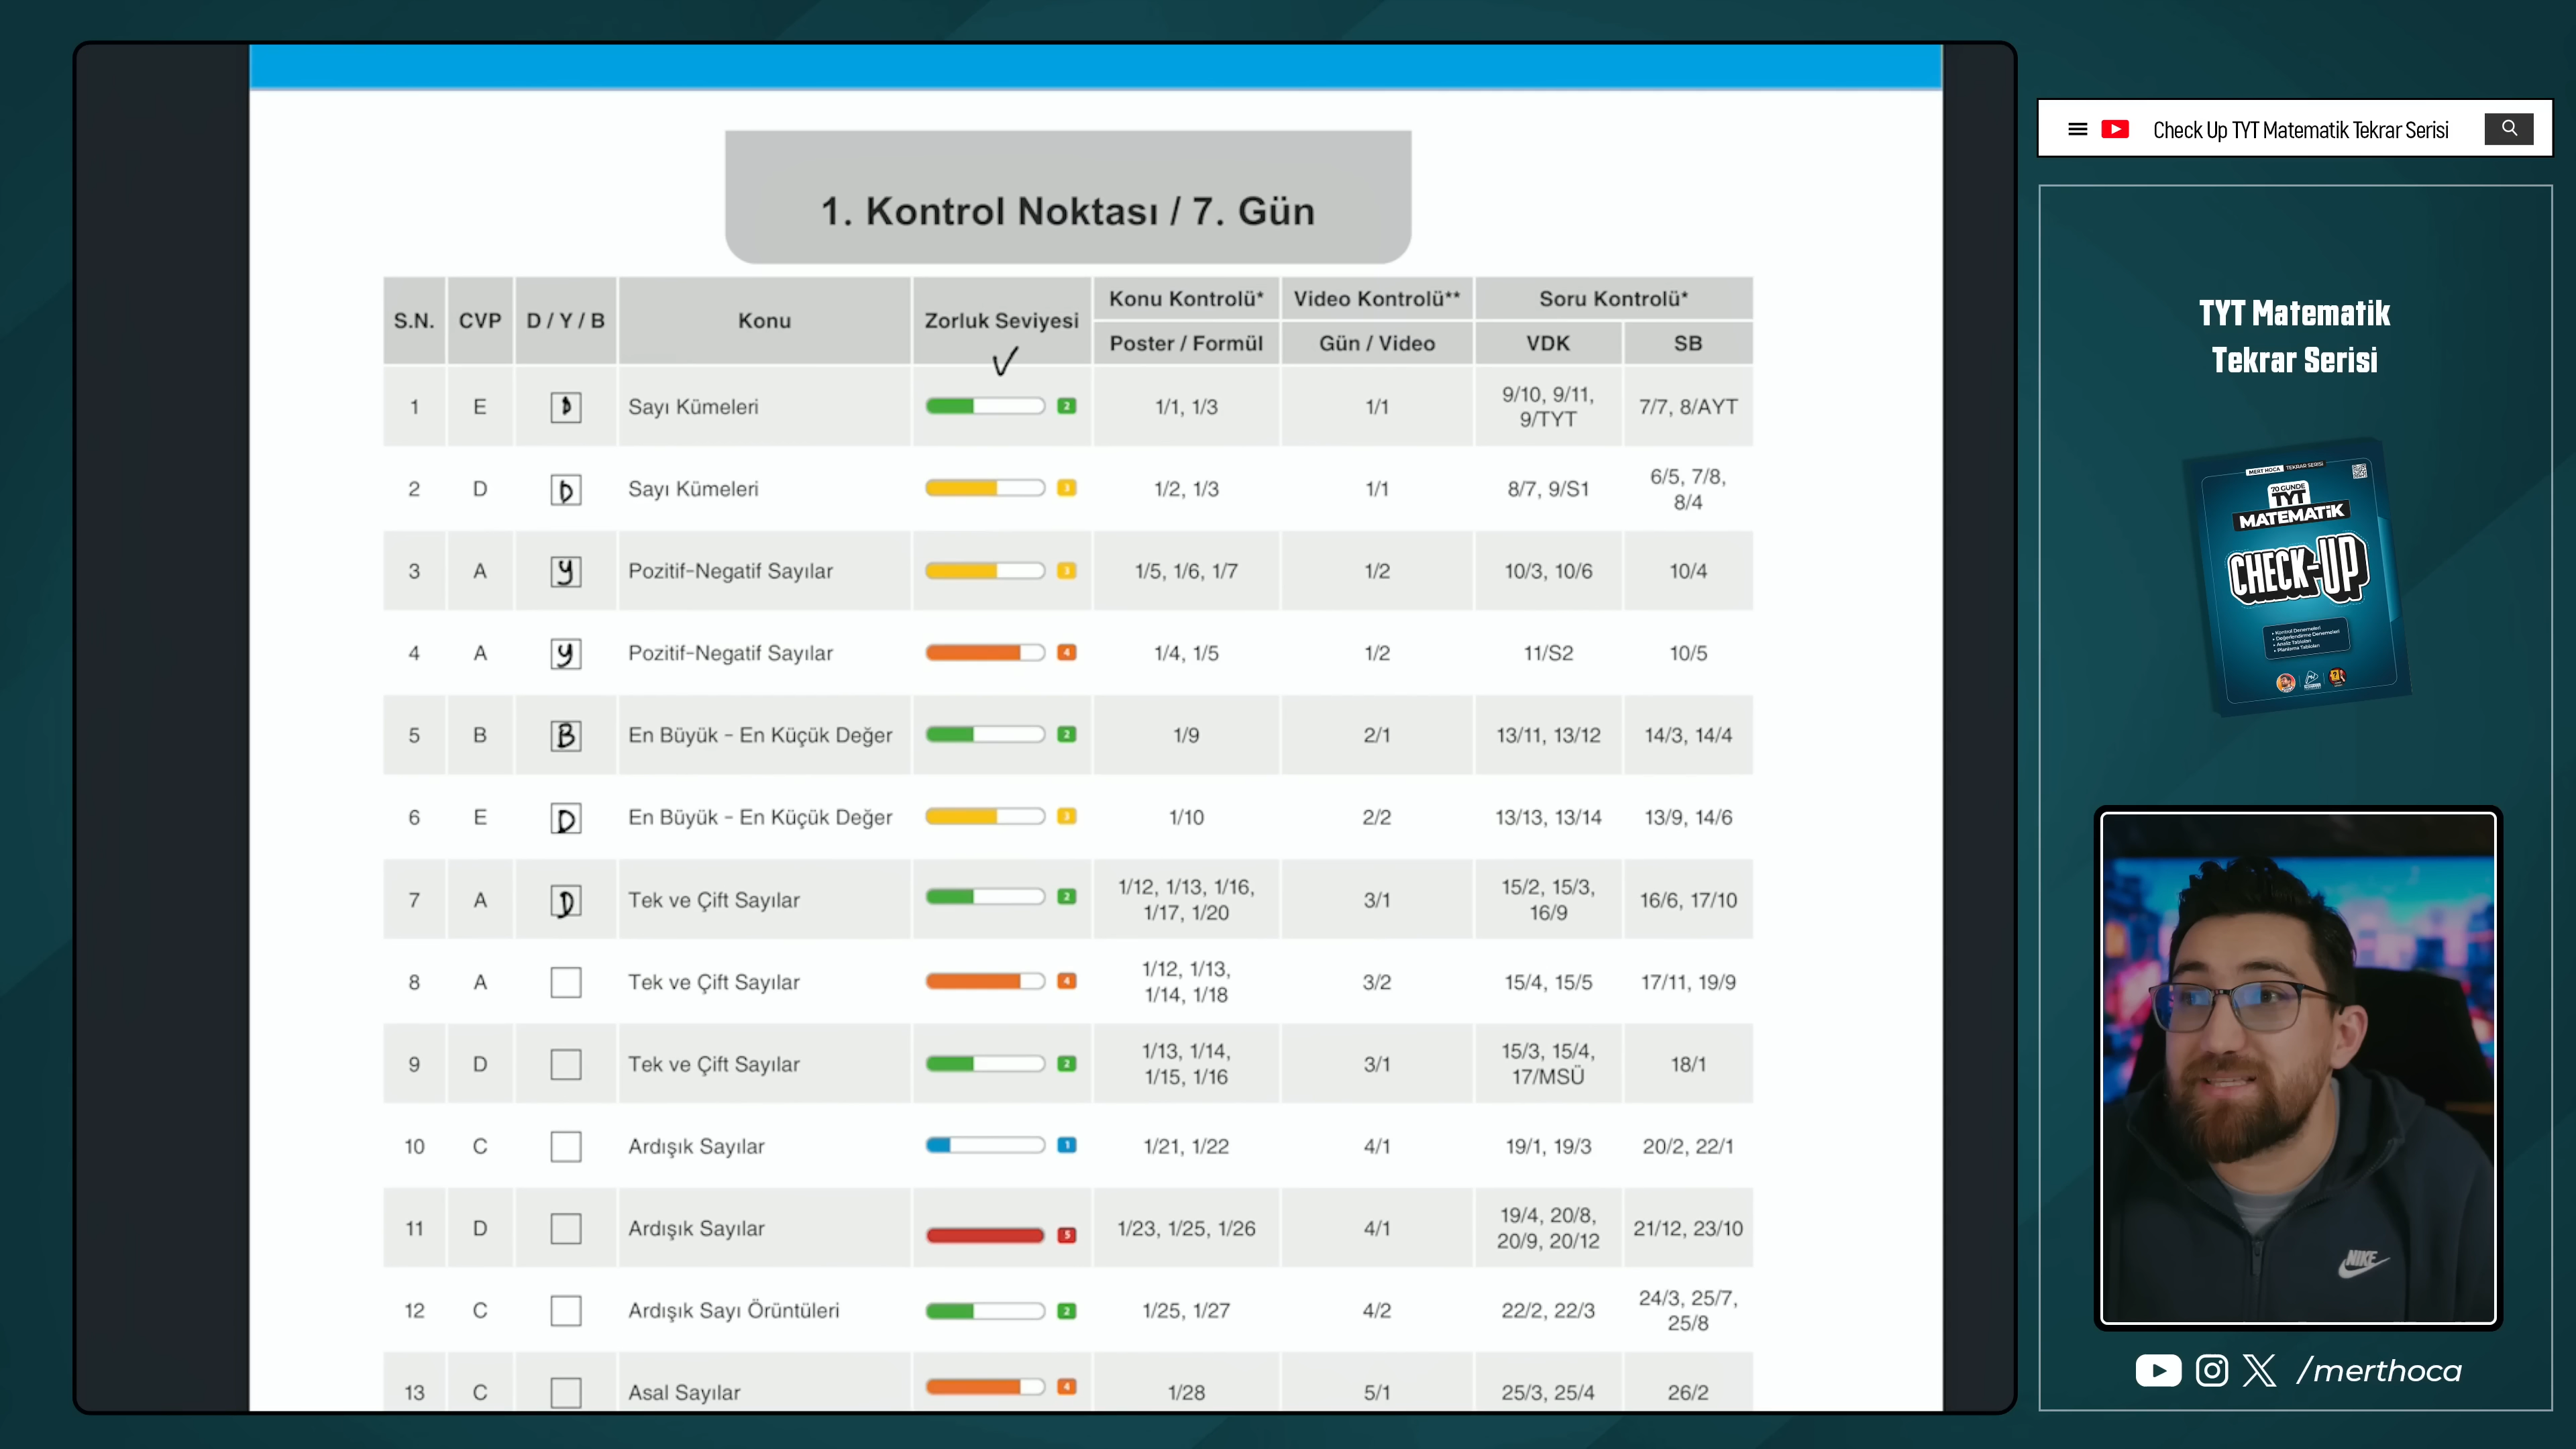 1. Kontrol Noktası / 7. Gün
S.N. CVP D / Y / B Konu Zorluk Seviyesi Konu Kontrolü* Video Kontrolü** Soru Kontrolü*
Poster / Formül Gün / Video VDK SB
1 E D Sayı Kümeleri 2 1/1, 1/3 1/1 9/10, 9/11, 9/TYT 7/7, 8/AYT
2 D D Sayı Kümeleri 3 1/2, 1/3 1/1 8/7, 9/S1 6/5, 7/8, 8/4
3 A y Pozitif-Negatif Sayılar 3 1/5, 1/6, 1/7 1/2 10/3, 10/6 10/4
4 A y Pozitif-Negatif Sayılar 4 1/4, 1/5 1/2 11/S2 10/5
5 B B En Büyük - En Küçük Değer 2 1/9 2/1 13/11, 13/12 14/3, 14/4
6 E D En Büyük - En Küçük Değer 3 1/10 2/2 13/13, 13/14 13/9, 14/6
7 A D Tek ve Çift Sayılar 2 1/12, 1/13, 1/16, 1/17, 1/20 3/1 15/2, 15/3, 16/9 16/6, 17/10
8 A Tek ve Çift Sayılar 4 1/12, 1/13, 1/14, 1/18 3/2 15/4, 15/5 17/11, 19/9
9 D Tek ve Çift Sayılar 2 1/13, 1/14, 1/15, 1/16 3/1 15/3, 15/4, 17/MSÜ 18/1
10 C Ardışık Sayılar 1 1/21, 1/22 4/1 19/1, 19/3 20/2, 22/1
11 D Ardışık Sayılar 5 1/23, 1/25, 1/26 4/1 19/4, 20/8, 20/9, 20/12 21/12, 23/10
12 C Ardışık Sayı Örüntüleri 2 1/25, 1/27 4/2 22/2, 22/3 24/3, 25/7, 25/8
13 C Asal Sayılar 4 1/28 5/1 25/3, 25/4 26/2
Check Up TYT Matematik Tekrar Serisi
TYT Matematik
Tekrar Serisi
MERT HOCA TEKRAR SERİSİ
70 GÜNDE
TYT
MATEMATİK
CHECK-UP
• Kontrol Denemeleri
• Değerlendirme Denemeleri
• Analiz Tabloları
• Planlama Tabloları
NIKE
/merthoca